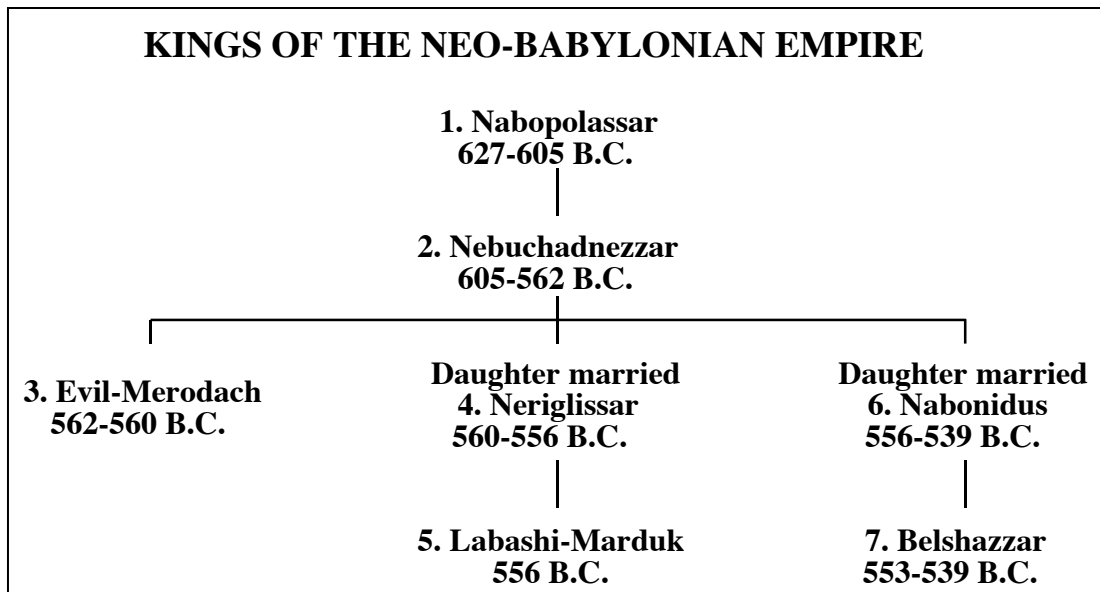 KINGS OF THE NEO-BABYLONIAN EMPIRE
1. Nabopolassar
627-605 B.C.
2. Nebuchadnezzar
605-562 B.C.
3. Evil-Merodach
562-560 B.C.
Daughter married
4. Neriglissar
560-556 B.C.
Daughter married
6. Nabonidus
556-539 B.C.
5. Labashi-Marduk
556 B.C.
7. Belshazzar
553-539 B.C.